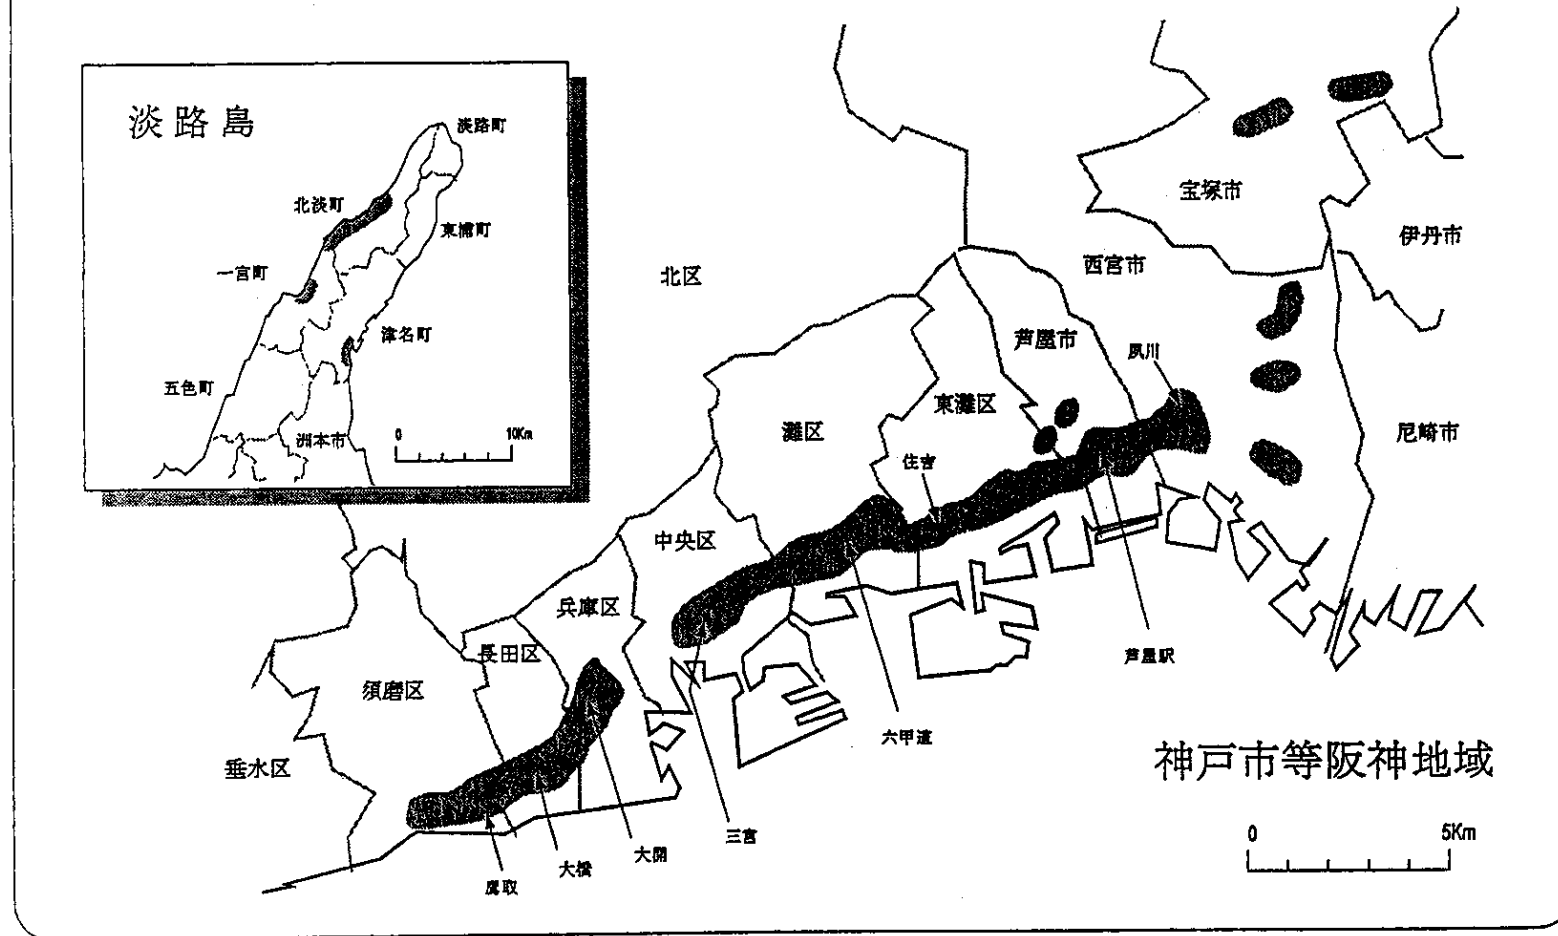 淡路島
淡路町
北淡町
東浦町
一宮町
津名町
五色町
洲本市
0 10Km
宝塚市
伊丹市
西宮市
北区
芦屋市
夙川
東灘区
灘区
尼崎市
住吉
中央区
兵庫区
長田区
芦屋駅
須磨区
六甲道
垂水区
神戸市等阪神地域
三宮
0 5Km
大開
大橋
鷹取